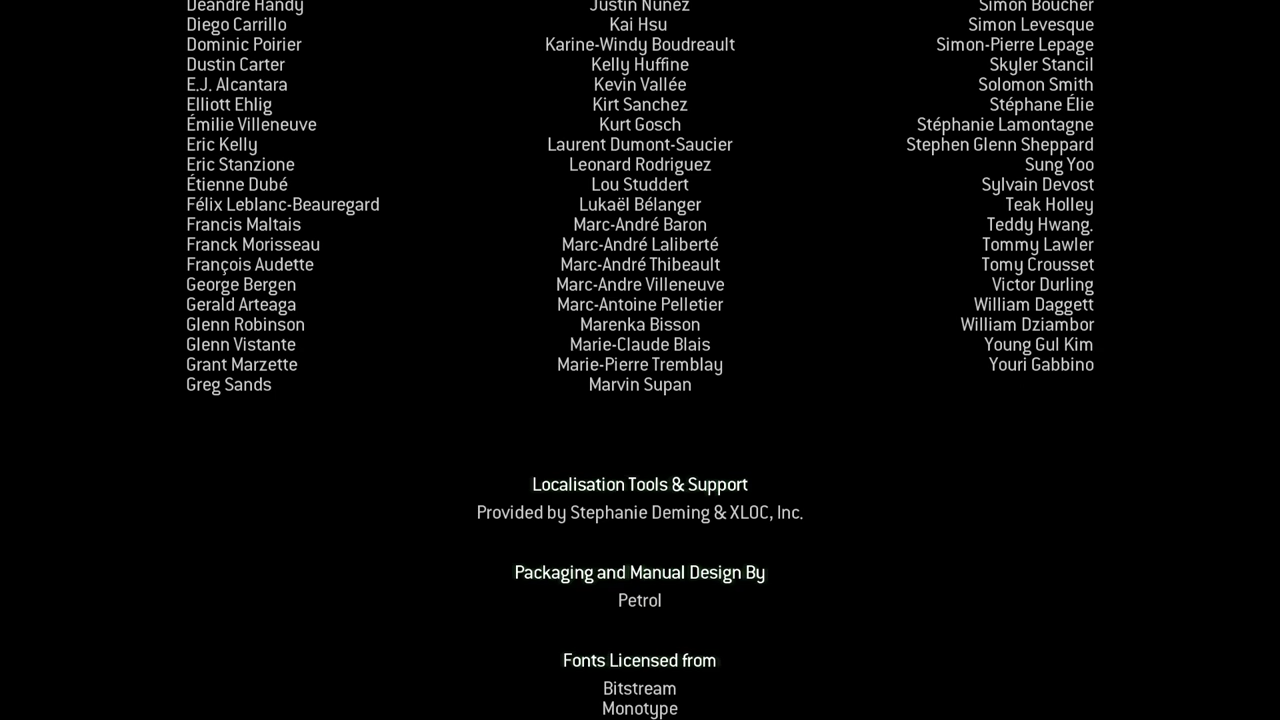 Deandre Handy
Diego Carrillo
Dominic Poirier
Dustin Carter
E.J. Alcantara
Elliott Ehlig
Émilie Villeneuve
Eric Kelly
Eric Stanzione
Étienne Dubé
Félix Leblanc-Beauregard
Francis Maltais
Franck Morisseau
François Audette
George Bergen
Gerald Arteaga
Glenn Robinson
Glenn Vistante
Grant Marzette
Greg Sands
Justin Nunez
Kai Hsu
Karine-Windy Boudreault
Kelly Huffine
Kevin Vallée
Kirt Sanchez
Kurt Gosch
Laurent Dumont-Saucier
Leonard Rodriguez
Lou Studdert
Lukaël Bélanger
Marc-André Baron
Marc-André Laliberté
Marc-André Thibeault
Marc-Andre Villeneuve
Marc-Antoine Pelletier
Marenka Bisson
Marie-Claude Blais
Marie-Pierre Tremblay
Marvin Supan
Simon Boucher
Simon Levesque
Simon-Pierre Lepage
Skyler Stancil
Solomon Smith
Stéphane Élie
Stéphanie Lamontagne
Stephen Glenn Sheppard
Sung Yoo
Sylvain Devost
Teak Holley
Teddy Hwang.
Tommy Lawler
Tomy Crousset
Victor Durling
William Daggett
William Dziambor
Young Gul Kim
Youri Gabbino
Localisation Tools & Support
Provided by Stephanie Deming & XLOC, Inc.
Packaging and Manual Design By
Petrol
Fonts Licensed from
Bitstream
Monotype